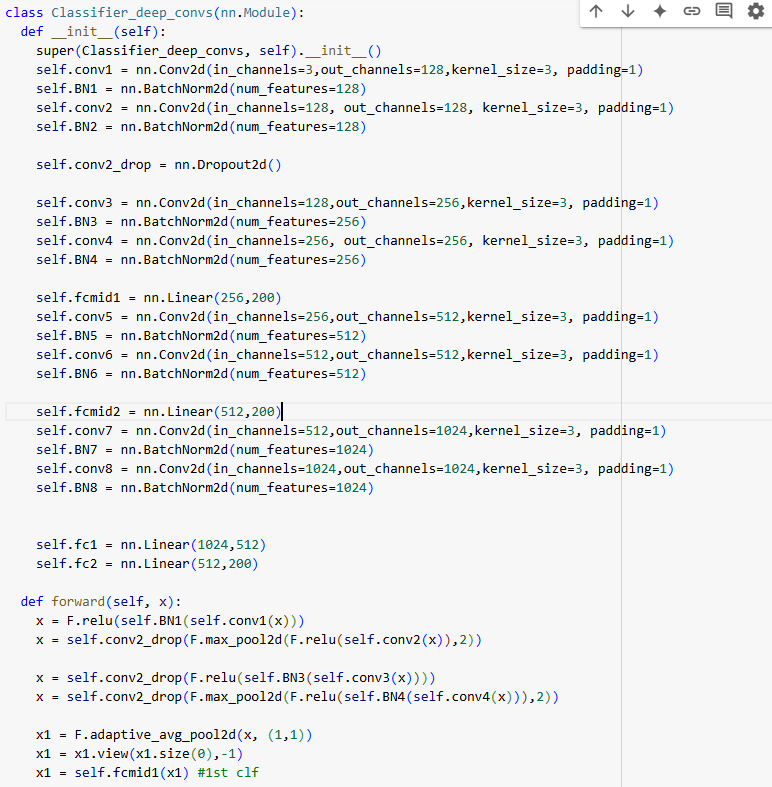 class Classifier_deep_convs(nn.Module):
  def __init__(self):
    super(Classifier_deep_convs, self).__init__()
    self.conv1 = nn.Conv2d(in_channels=3,out_channels=128,kernel_size=3, padding=1)
    self.BN1 = nn.BatchNorm2d(num_features=128)
    self.conv2 = nn.Conv2d(in_channels=128, out_channels=128, kernel_size=3, padding=1)
    self.BN2 = nn.BatchNorm2d(num_features=128)

    self.conv2_drop = nn.Dropout2d()

    self.conv3 = nn.Conv2d(in_channels=128,out_channels=256,kernel_size=3, padding=1)
    self.BN3 = nn.BatchNorm2d(num_features=256)
    self.conv4 = nn.Conv2d(in_channels=256, out_channels=256, kernel_size=3, padding=1)
    self.BN4 = nn.BatchNorm2d(num_features=256)

    self.fcmid1 = nn.Linear(256,200)
    self.conv5 = nn.Conv2d(in_channels=256,out_channels=512,kernel_size=3, padding=1)
    self.BN5 = nn.BatchNorm2d(num_features=512)
    self.conv6 = nn.Conv2d(in_channels=512,out_channels=512,kernel_size=3, padding=1)
    self.BN6 = nn.BatchNorm2d(num_features=512)

    self.fcmid2 = nn.Linear(512,200)
    self.conv7 = nn.Conv2d(in_channels=512,out_channels=1024,kernel_size=3, padding=1)
    self.BN7 = nn.BatchNorm2d(num_features=1024)
    self.conv8 = nn.Conv2d(in_channels=1024,out_channels=1024,kernel_size=3, padding=1)
    self.BN8 = nn.BatchNorm2d(num_features=1024)

    self.fc1 = nn.Linear(1024,512)
    self.fc2 = nn.Linear(512,200)

  def forward(self, x):
    x = F.relu(self.BN1(self.conv1(x)))
    x = self.conv2_drop(F.max_pool2d(F.relu(self.conv2(x)),2))

    x = self.conv2_drop(F.relu(self.BN3(self.conv3(x))))
    x = self.conv2_drop(F.max_pool2d(F.relu(self.BN4(self.conv4(x))),2))

    x1 = F.adaptive_avg_pool2d(x, (1,1))
    x1 = x1.view(x1.size(0),-1)
    x1 = self.fcmid1(x1) #1st clf